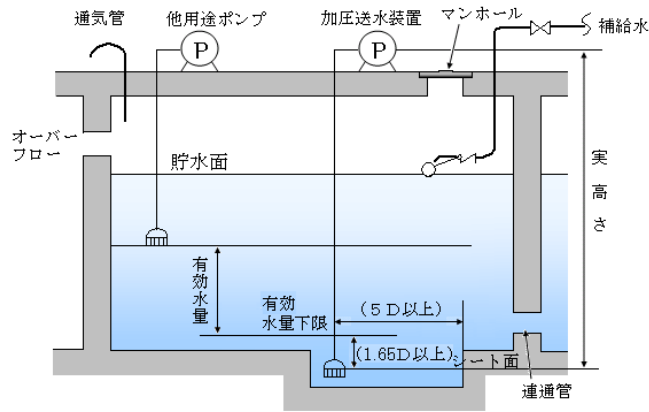 通気管
他用途ポンプ
加圧送水装置
マンホール
補給水
P
P
オーバー
フロー
貯水面
実高さ
有効水量
有効
水量下限
(5D以上)
(1.65D以上)
シート面
連通管